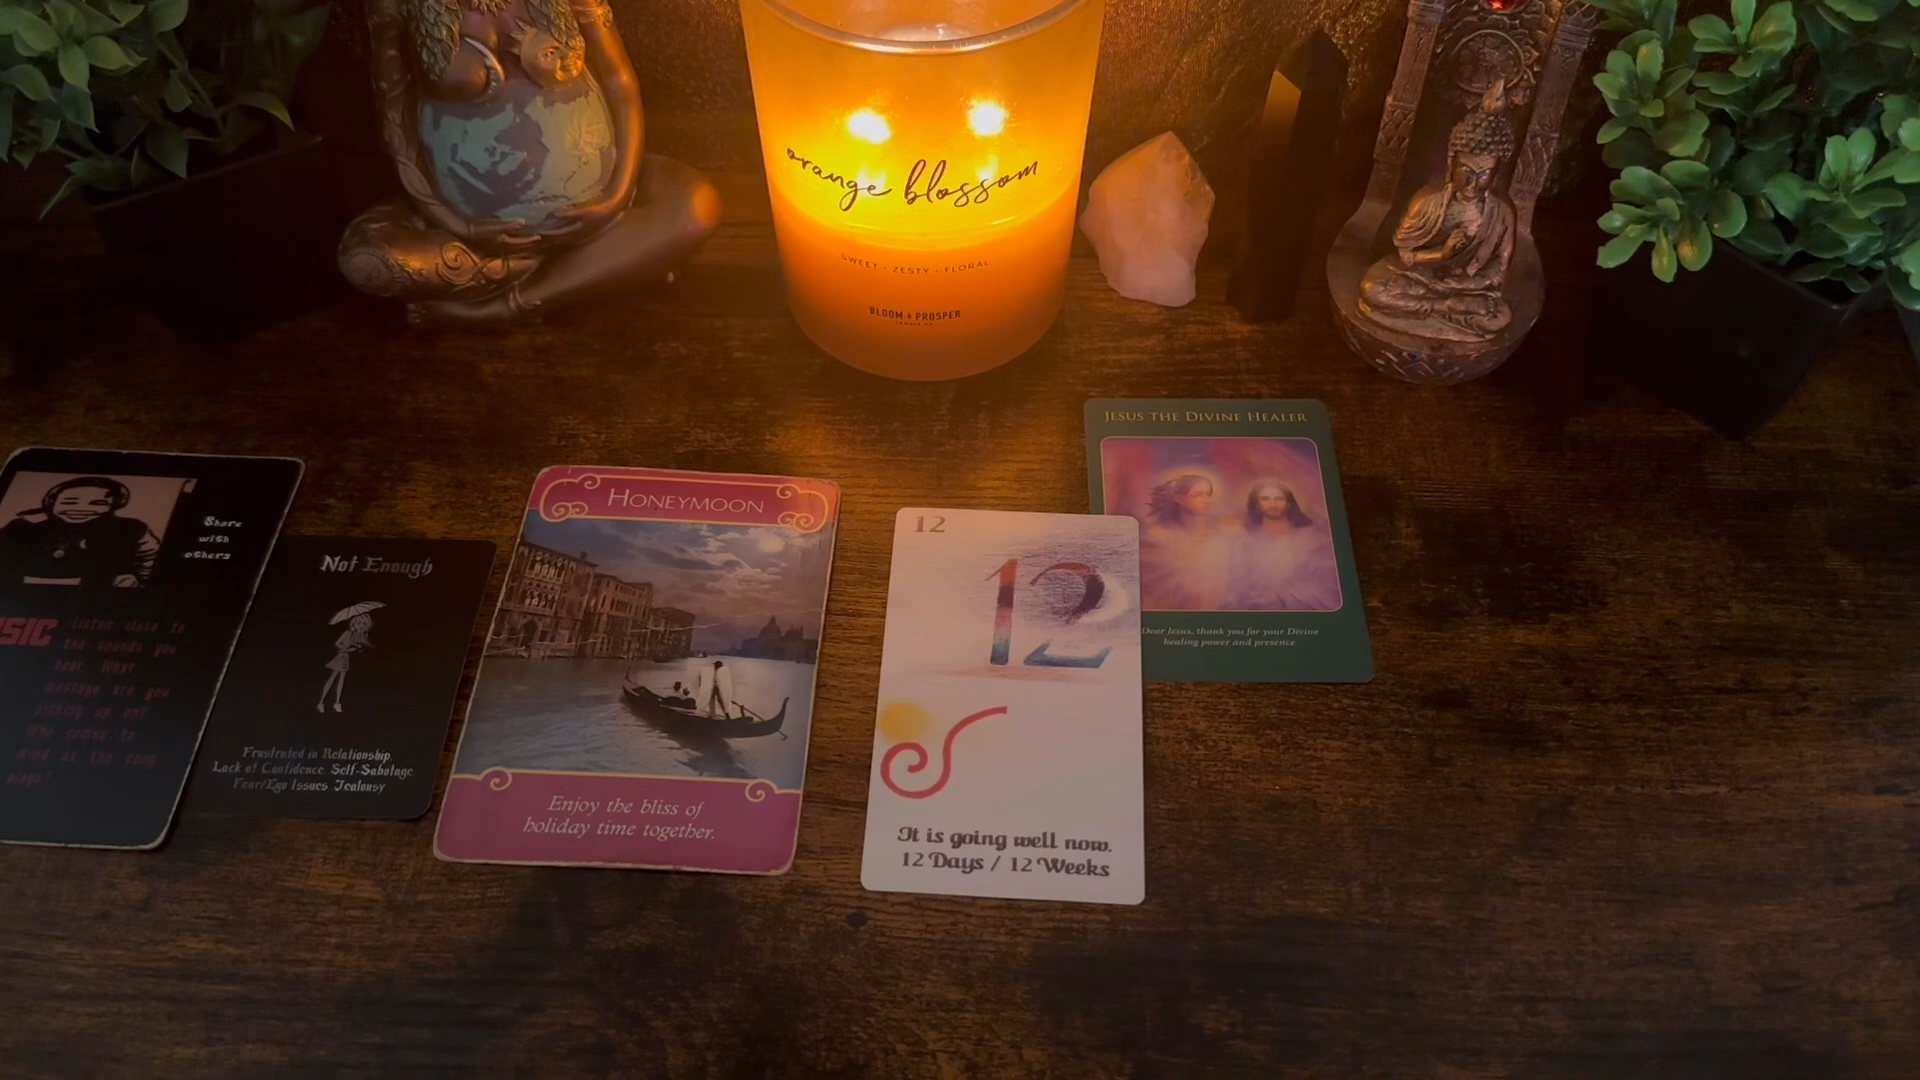 orange blossom
SWEET · ZESTY · FLORAL
BLOOM & PROSPER
Share
with
others
SIC Listen close to
the sounds you
hear. What
message are you
picking up on?
Who comes to
mind as the song
plays?
Not Enough
Frustrated in Relationship
Lack of Confidence Self-Sabotage
Fear/Ego Issues Jealousy
HONEYMOON
Enjoy the bliss of
holiday time together.
12
12
It is going well now.
12 Days / 12 Weeks
JESUS THE DIVINE HEALER
Dear Jesus, thank you for your Divine
healing power and presence.